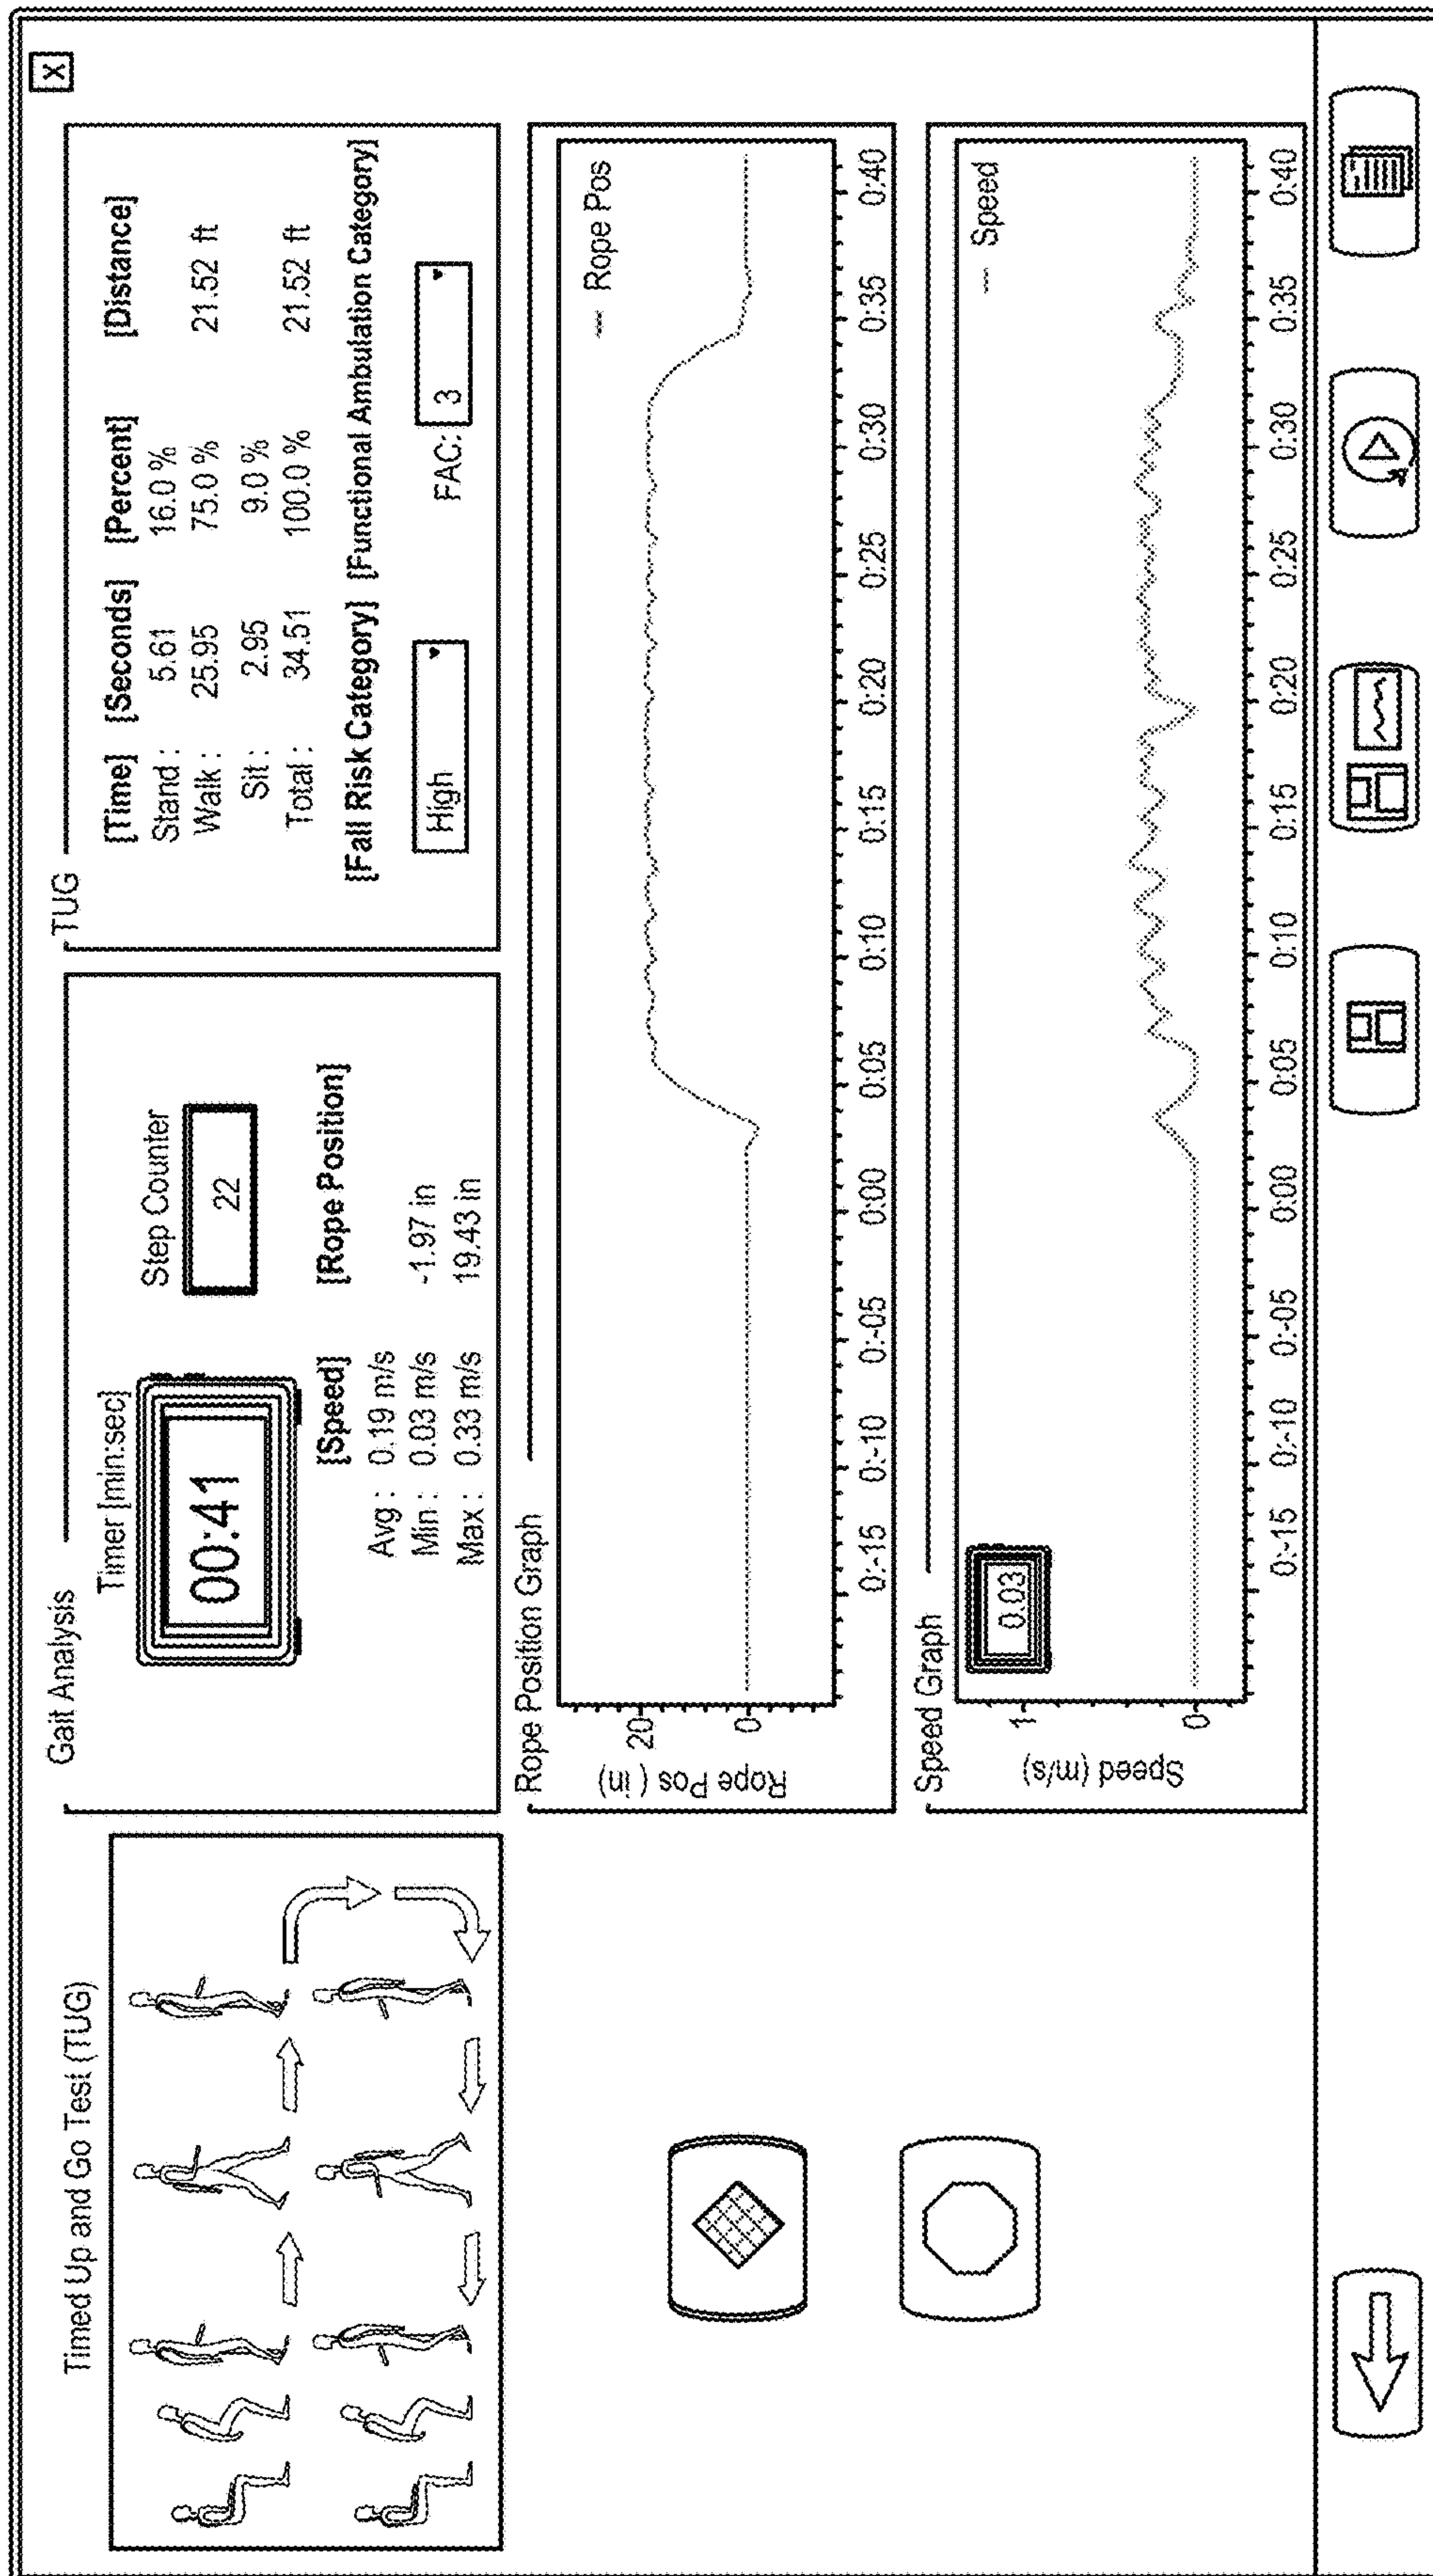 Timed Up and Go Test (TUG)
Gait Analysis
Timer [min:sec]
00:41
Step Counter
22
[Speed] [Rope Position]
Avg : 0.19 m/s
Min : 0.03 m/s -1.97 in
Max : 0.33 m/s 19.43 in
TUG
[Time] [Seconds] [Percent] [Distance]
Stand : 5.61 16.0 %
Walk : 25.95 75.0 % 21.52 ft
Sit : 2.95 9.0 %
Total : 34.51 100.0 % 21.52 ft
[Fall Risk Category] [Functional Ambulation Category]
High FAC: 3
X
Rope Position Graph
Rope Pos ( in)
20
0
Rope Pos
0:-15 0:-10 0:-05 0:00 0:05 0:10 0:15 0:20 0:25 0:30 0:35 0:40
Speed Graph
Speed (m/s)
1
0
0.03
Speed
0:-15 0:-10 0:-05 0:00 0:05 0:10 0:15 0:20 0:25 0:30 0:35 0:40